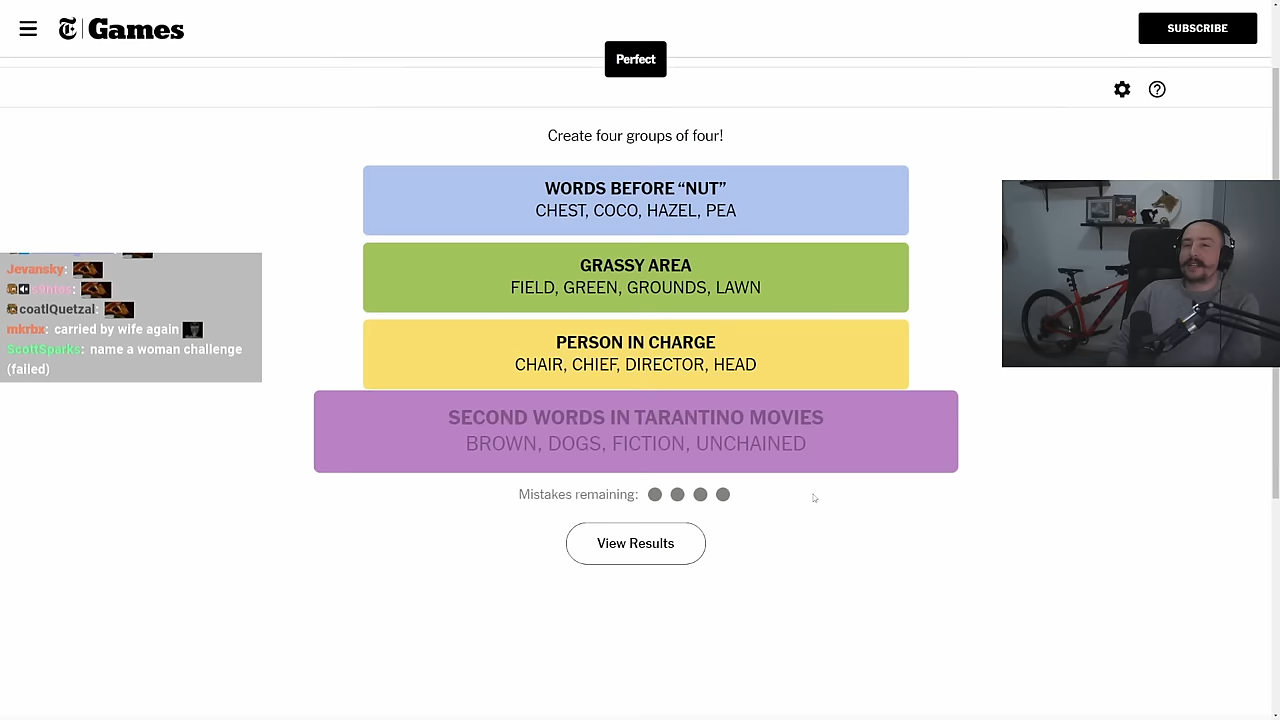 Games
SUBSCRIBE
Perfect
Create four groups of four!
WORDS BEFORE “NUT”
CHEST, COCO, HAZEL, PEA
GRASSY AREA
FIELD, GREEN, GROUNDS, LAWN
PERSON IN CHARGE
CHAIR, CHIEF, DIRECTOR, HEAD
SECOND WORDS IN TARANTINO MOVIES
BROWN, DOGS, FICTION, UNCHAINED
Mistakes remaining:
View Results
Jevansky:
coatlQuetzal:
mkrbx: carried by wife again
ScottSparks: name a woman challenge
(failed)